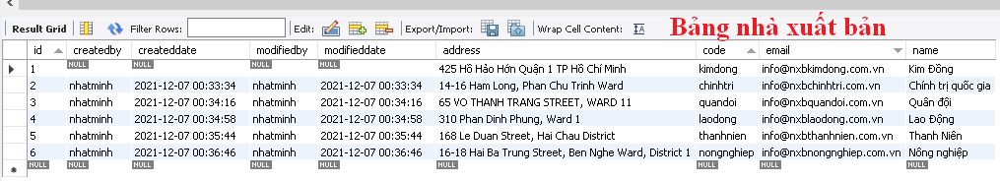 Result Grid Filter Rows: Edit: Export/Import: Wrap Cell Content: IA Bảng nhà xuất bản
id createdby createddate modifiedby modifieddate address code email name
1 NULL NULL NULL NULL 425 Hồ Hảo Hớn Quận 1 TP Hồ Chí Minh kimdong info@nxbkimdong.com.vn Kim Đồng
2 nhatminh 2021-12-07 00:33:34 nhatminh 2021-12-07 00:33:34 14-16 Ham Long, Phan Chu Trinh Ward chinhtri info@nxbchinhtri.com.vn Chính trị quốc gia
3 nhatminh 2021-12-07 00:34:16 nhatminh 2021-12-07 00:34:16 65 VO THANH TRANG STREET, WARD 11 quandoi info@nxbquandoi.com.vn Quân đội
4 nhatminh 2021-12-07 00:34:58 nhatminh 2021-12-07 00:34:58 310 Phan Dinh Phung, Ward 1 laodong info@nxblaodong.com.vn Lao Động
5 nhatminh 2021-12-07 00:35:44 nhatminh 2021-12-07 00:35:44 168 Le Duan Street, Hai Chau District thanhnien info@nxbthanhnien.com.vn Thanh Niên
6 nhatminh 2021-12-07 00:36:46 nhatminh 2021-12-07 00:36:46 16-18 Hai Ba Trung Street, Ben Nghe Ward, District 1 nongnghiep info@nxbnongnghiep.com.vn Nông nghiệp
NULL NULL NULL NULL NULL NULL NULL NULL NULL